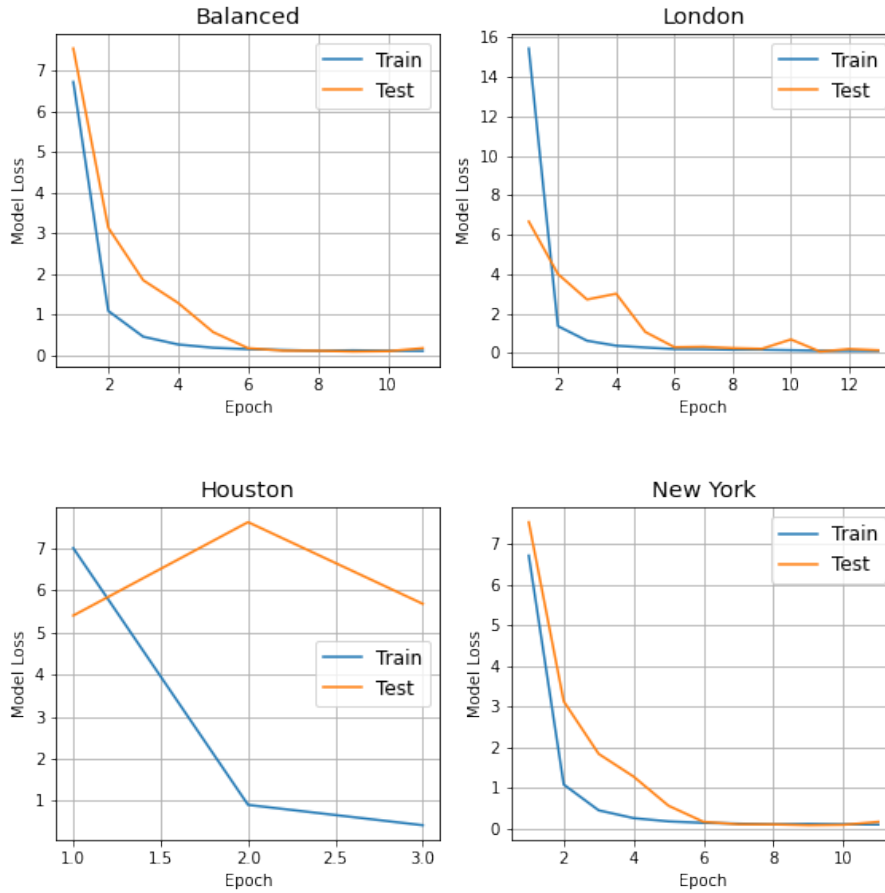 Balanced
Train
Test
7
6
5
4
3
2
1
0
Model Loss
2 4 6 8 10
Epoch
London
Train
Test
16
14
12
10
8
6
4
2
0
Model Loss
2 4 6 8 10 12
Epoch
Houston
Train
Test
7
6
5
4
3
2
1
Model Loss
1.0 1.5 2.0 2.5 3.0
Epoch
New York
Train
Test
7
6
5
4
3
2
1
0
Model Loss
2 4 6 8 10
Epoch